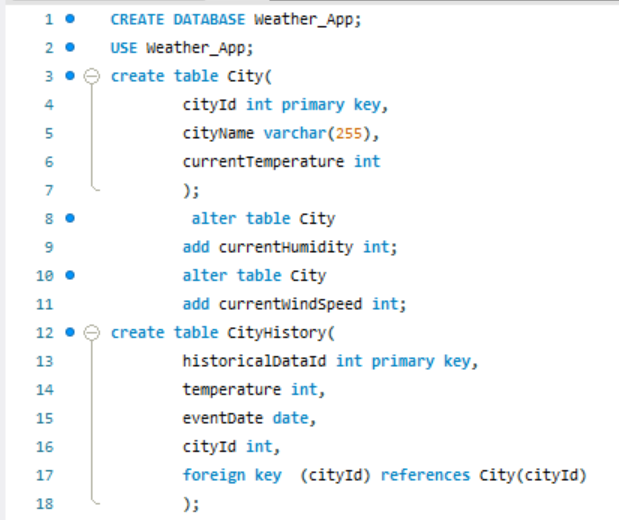 1 CREATE DATABASE Weather_App;
2 USE Weather_App;
3 create table City(
4 cityId int primary key,
5 cityName varchar(255),
6 currentTemperature int
7 );
8 alter table City
9 add currentHumidity int;
10 alter table City
11 add currentWindSpeed int;
12 create table CityHistory(
13 historicalDataId int primary key,
14 temperature int,
15 eventDate date,
16 cityId int,
17 foreign key  (cityId) references City(cityId)
18 );